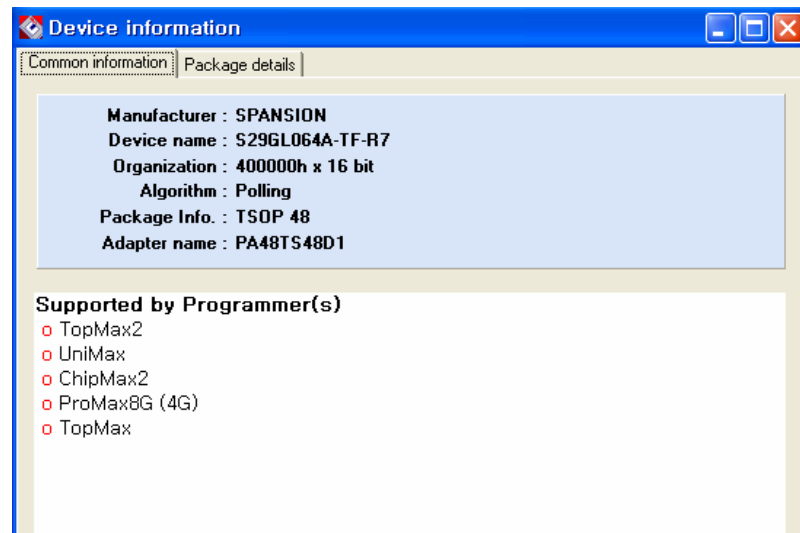 Device information
Common information Package details
Manufacturer : SPANSION
Device name : S29GL064A-TF-R7
Organization : 400000h x 16 bit
Algorithm : Polling
Package Info. : TSOP 48
Adapter name : PA48TS48D1
Supported by Programmer(s)
o TopMax2
o UniMax
o ChipMax2
o ProMax8G (4G)
o TopMax